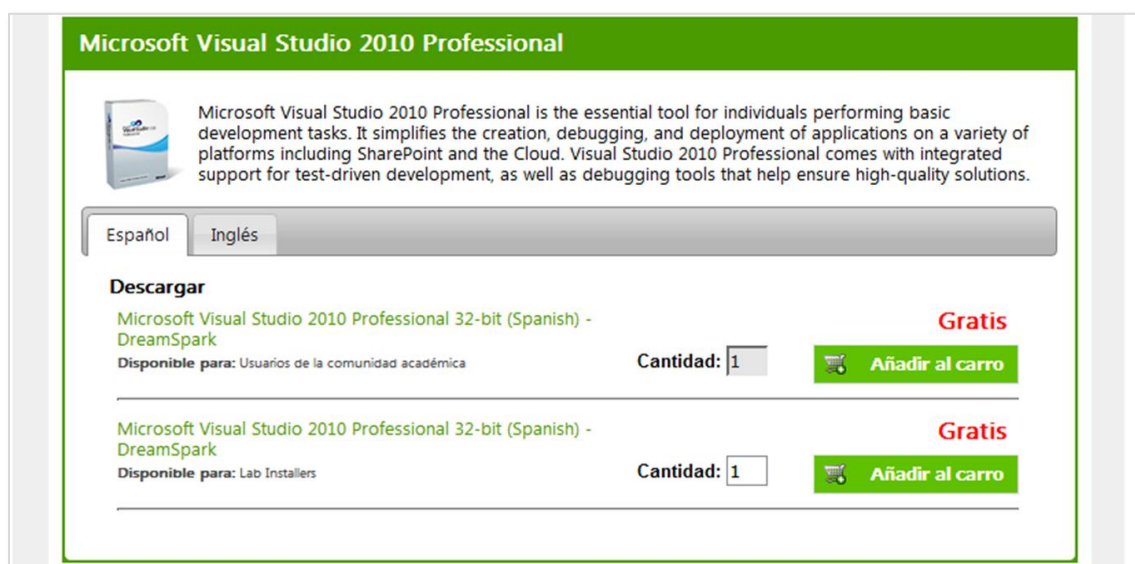 Microsoft Visual Studio 2010 Professional
Microsoft Visual Studio 2010 Professional is the essential tool for individuals performing basic
development tasks. It simplifies the creation, debugging, and deployment of applications on a variety of
platforms including SharePoint and the Cloud. Visual Studio 2010 Professional comes with integrated
support for test-driven development, as well as debugging tools that help ensure high-quality solutions.
Español Inglés
Descargar
Microsoft Visual Studio 2010 Professional 32-bit (Spanish) -
DreamSpark
Gratis
Disponible para: Usuarios de la comunidad académica
Cantidad: 1
Añadir al carro
Microsoft Visual Studio 2010 Professional 32-bit (Spanish) -
DreamSpark
Gratis
Disponible para: Lab Installers
Cantidad: 1
Añadir al carro